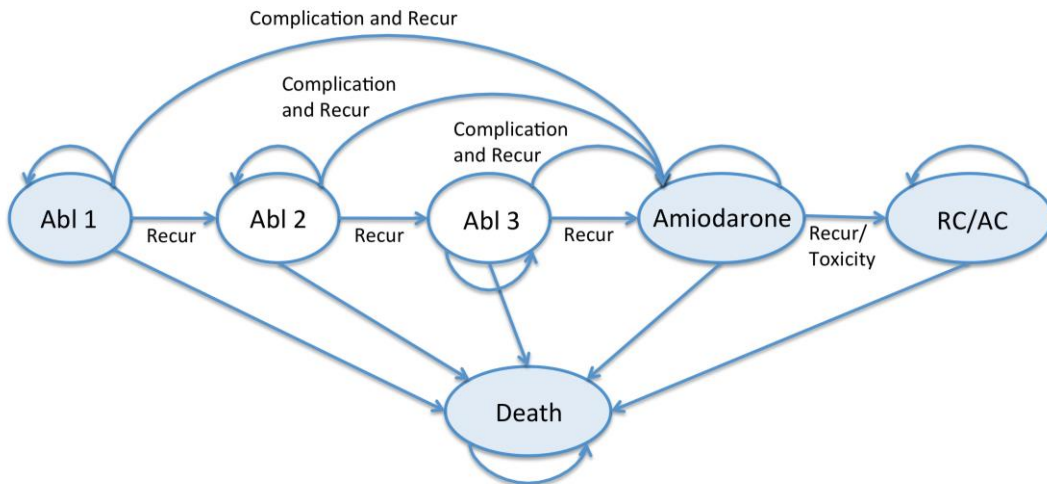 Complication and Recur
Complication
and Recur
Complication
and Recur
Abl 1
Recur
Abl 2
Recur
Abl 3
Recur
Amiodarone
Recur/
Toxicity
RC/AC
Death